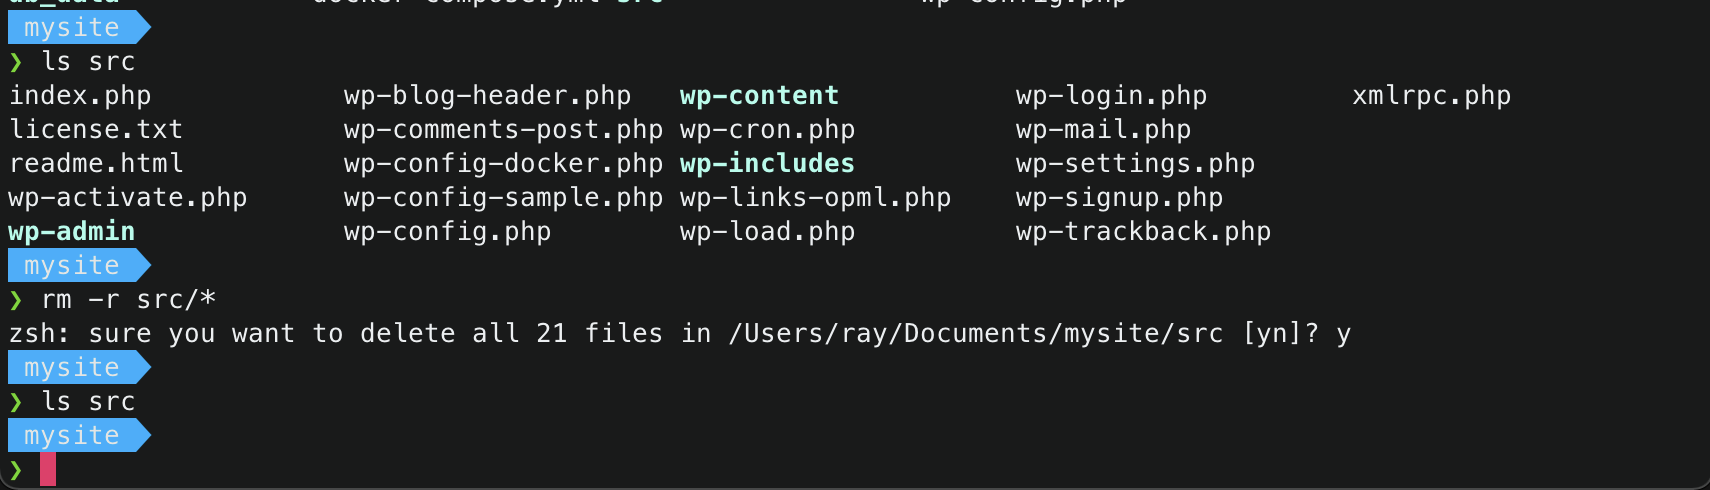 db_data docker-compose.yml src wp-config.php
mysite
❯ ls src
index.php wp-blog-header.php wp-content wp-login.php xmlrpc.php
license.txt wp-comments-post.php wp-cron.php wp-mail.php
readme.html wp-config-docker.php wp-includes wp-settings.php
wp-activate.php wp-config-sample.php wp-links-opml.php wp-signup.php
wp-admin wp-config.php wp-load.php wp-trackback.php
mysite
❯ rm -r src/*
zsh: sure you want to delete all 21 files in /Users/ray/Documents/mysite/src [yn]? y
mysite
❯ ls src
mysite
❯